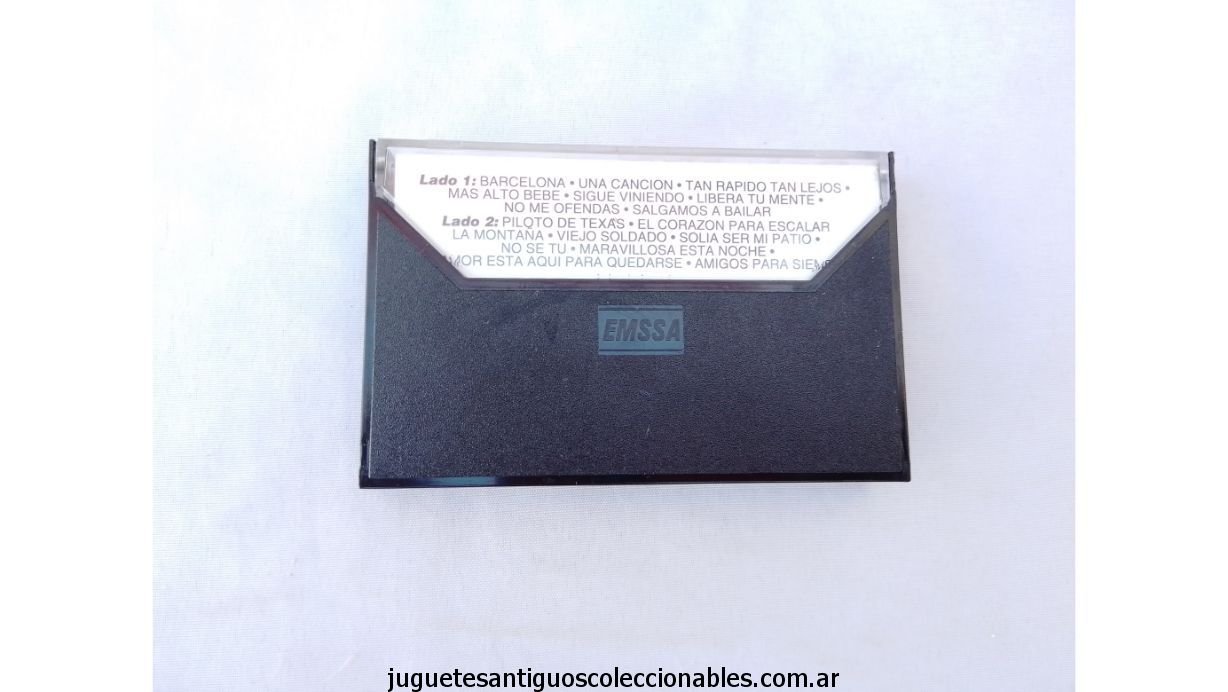 Lado 1: BARCELONA • UNA CANCION • TAN RAPIDO TAN LEJOS •
MAS ALTO BEBE • SIGUE VINIENDO • LIBERA TU MENTE •
NO ME OFENDAS • SALGAMOS A BAILAR
Lado 2: PILOTO DE TEXAS • EL CORAZON PARA ESCALAR
LA MONTAÑA • VIEJO SOLDADO • SOLIA SER MI PATIO •
NO SE TU • MARAVILLOSA ESTA NOCHE •
MOR ESTA AQUI PARA QUEDARSE • AMIGOS PARA SIEM
EMSSA
juguetesantiguoscoleccionables.com.ar